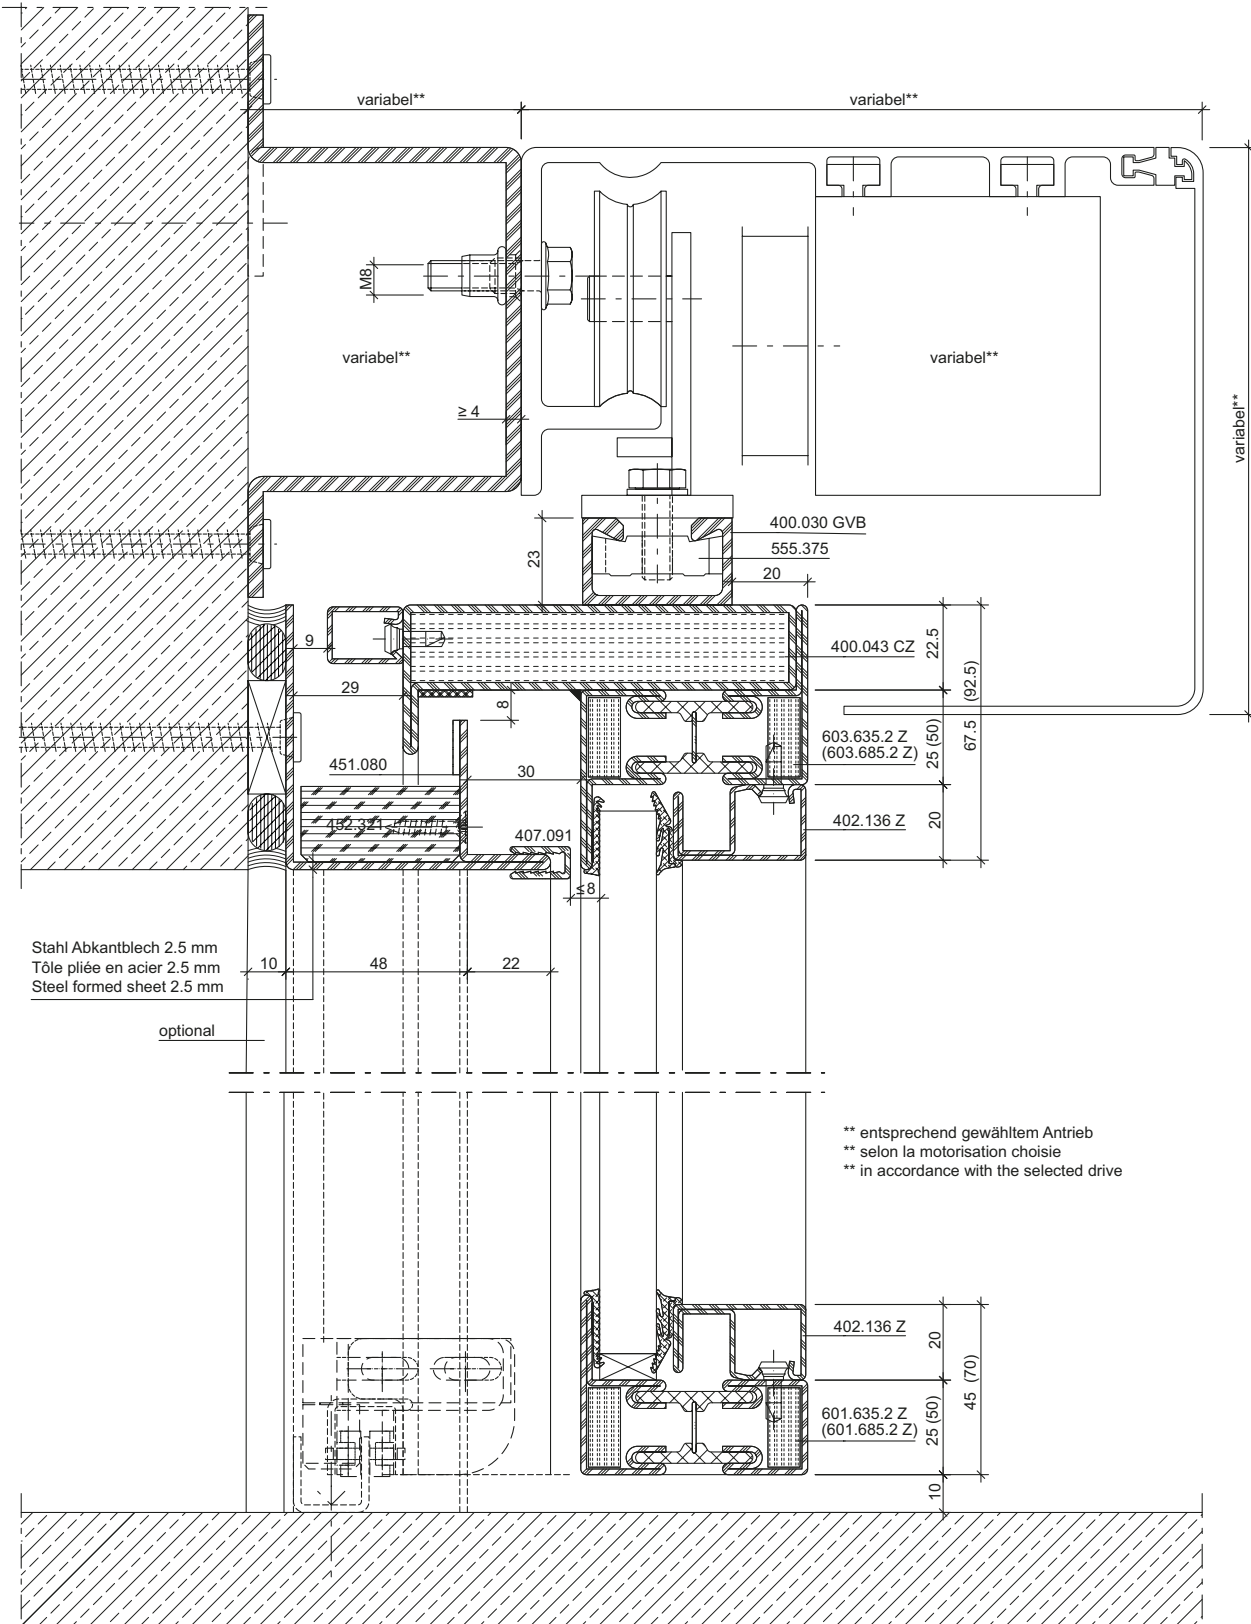 variabel**
variabel**
M8
variabel**
variabel**
variabel**
≥ 4
400.030 GVB
555.375
23
20
9
400.043 CZ
22.5
(92.5)
29
8
603.635.2 Z
(603.685.2 Z)
25 (50)
67.5
451.080
30
452.321
407.091
402.136 Z
20
≤8
Stahl Abkantblech 2.5 mm
Tôle pliée en acier 2.5 mm
Steel formed sheet 2.5 mm
10
48
22
optional
** entsprechend gewähltem Antrieb
** selon la motorisation choisie
** in accordance with the selected drive
402.136 Z
20
45 (70)
601.635.2 Z
(601.685.2 Z)
25 (50)
10